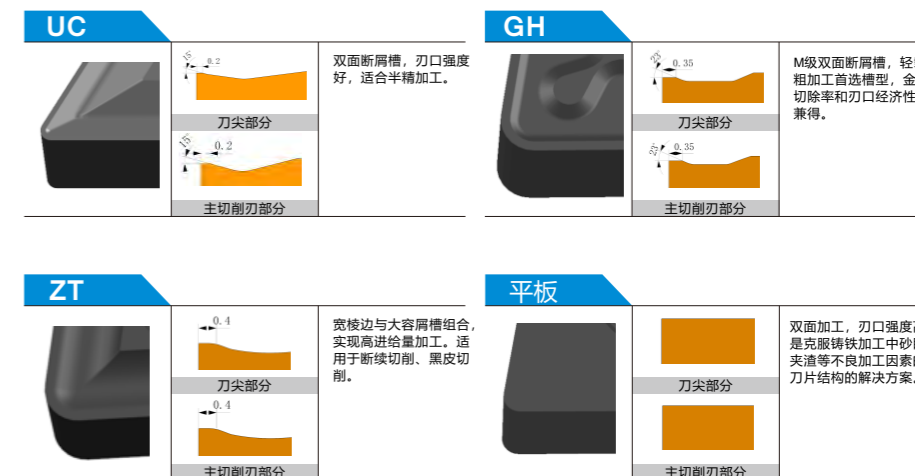 UC
15°
0.2
刀尖部分
15°
0.2
主切削刃部分
双面断屑槽，刃口强度
好，适合半精加工。
GH
23°
0.35
刀尖部分
23°
0.35
主切削刃部分
M级双面断屑槽，轻
粗加工首选槽型，金
切除率和刃口经济性
兼得。
ZT
0.4
刀尖部分
0.4
主切削刃部分
宽棱边与大容屑槽组合，
实现高进给量加工。适
用于断续切削、黑皮切
削。
平板
刀尖部分
主切削刃部分
双面加工，刃口强度
是克服铸铁加工中砂
夹渣等不良加工因素
刀片结构的解决方案